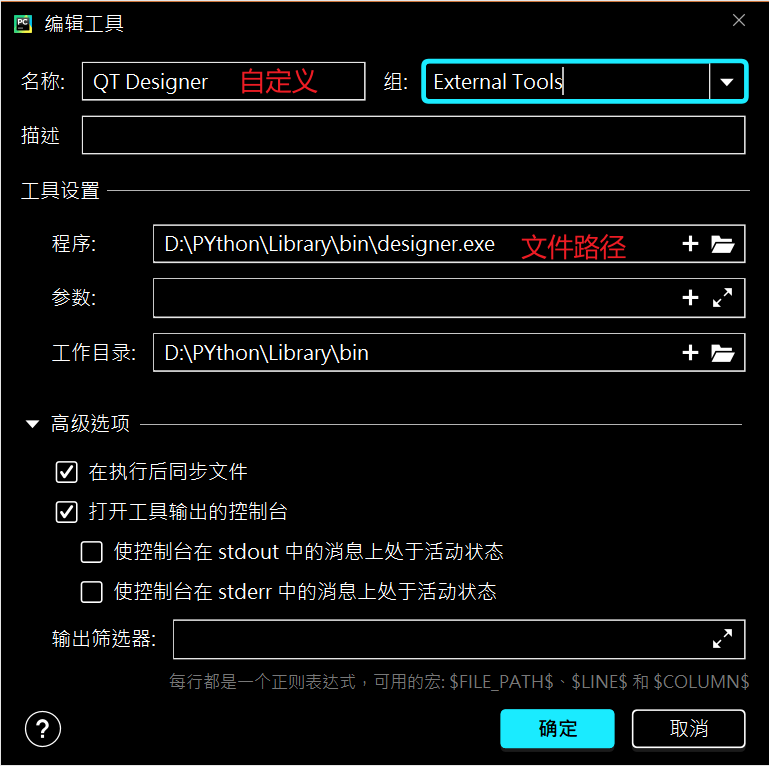 PC 编辑工具
名称: QT Designer 自定义 组: External Tools
描述
工具设置
程序: D:\PYthon\Library\bin\designer.exe 文件路径
参数:
工作目录: D:\PYthon\Library\bin
高级选项
在执行后同步文件
打开工具输出的控制台
使控制台在 stdout 中的消息上处于活动状态
使控制台在 stderr 中的消息上处于活动状态
输出筛选器:
每行都是一个正则表达式，可用的宏: $FILE_PATH$、$LINE$ 和 $COLUMN$
? 确定 取消